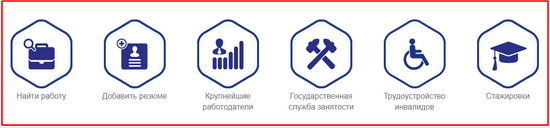 Найти работу
Добавить резюме
Крупнейшие
работодатели
Государственная
служба занятости
Трудоустройство
инвалидов
Стажировки